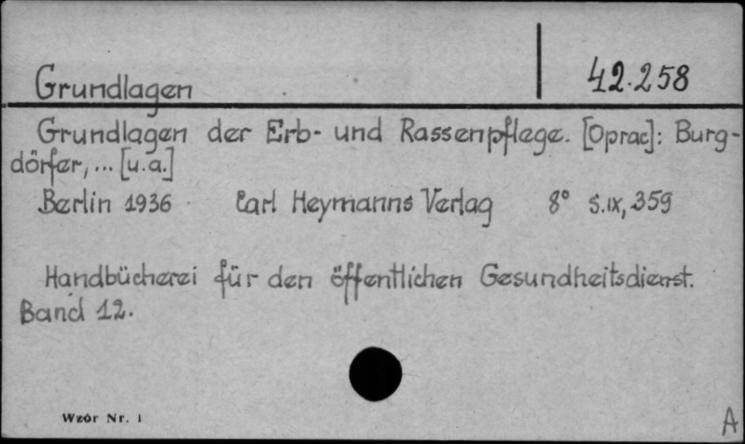 Grundlagen 42.258
Grundlagen der Erb- und Rassenpflege. [Oprac]: Burg-
dörfer, ... [u.a.]
Berlin 1936 Carl Heymanns Verlag 8° S.IX, 359
Handbücherei für den öffentlichen Gesundheitsdienst.
Band 12.
Wzór Nr. 1
A